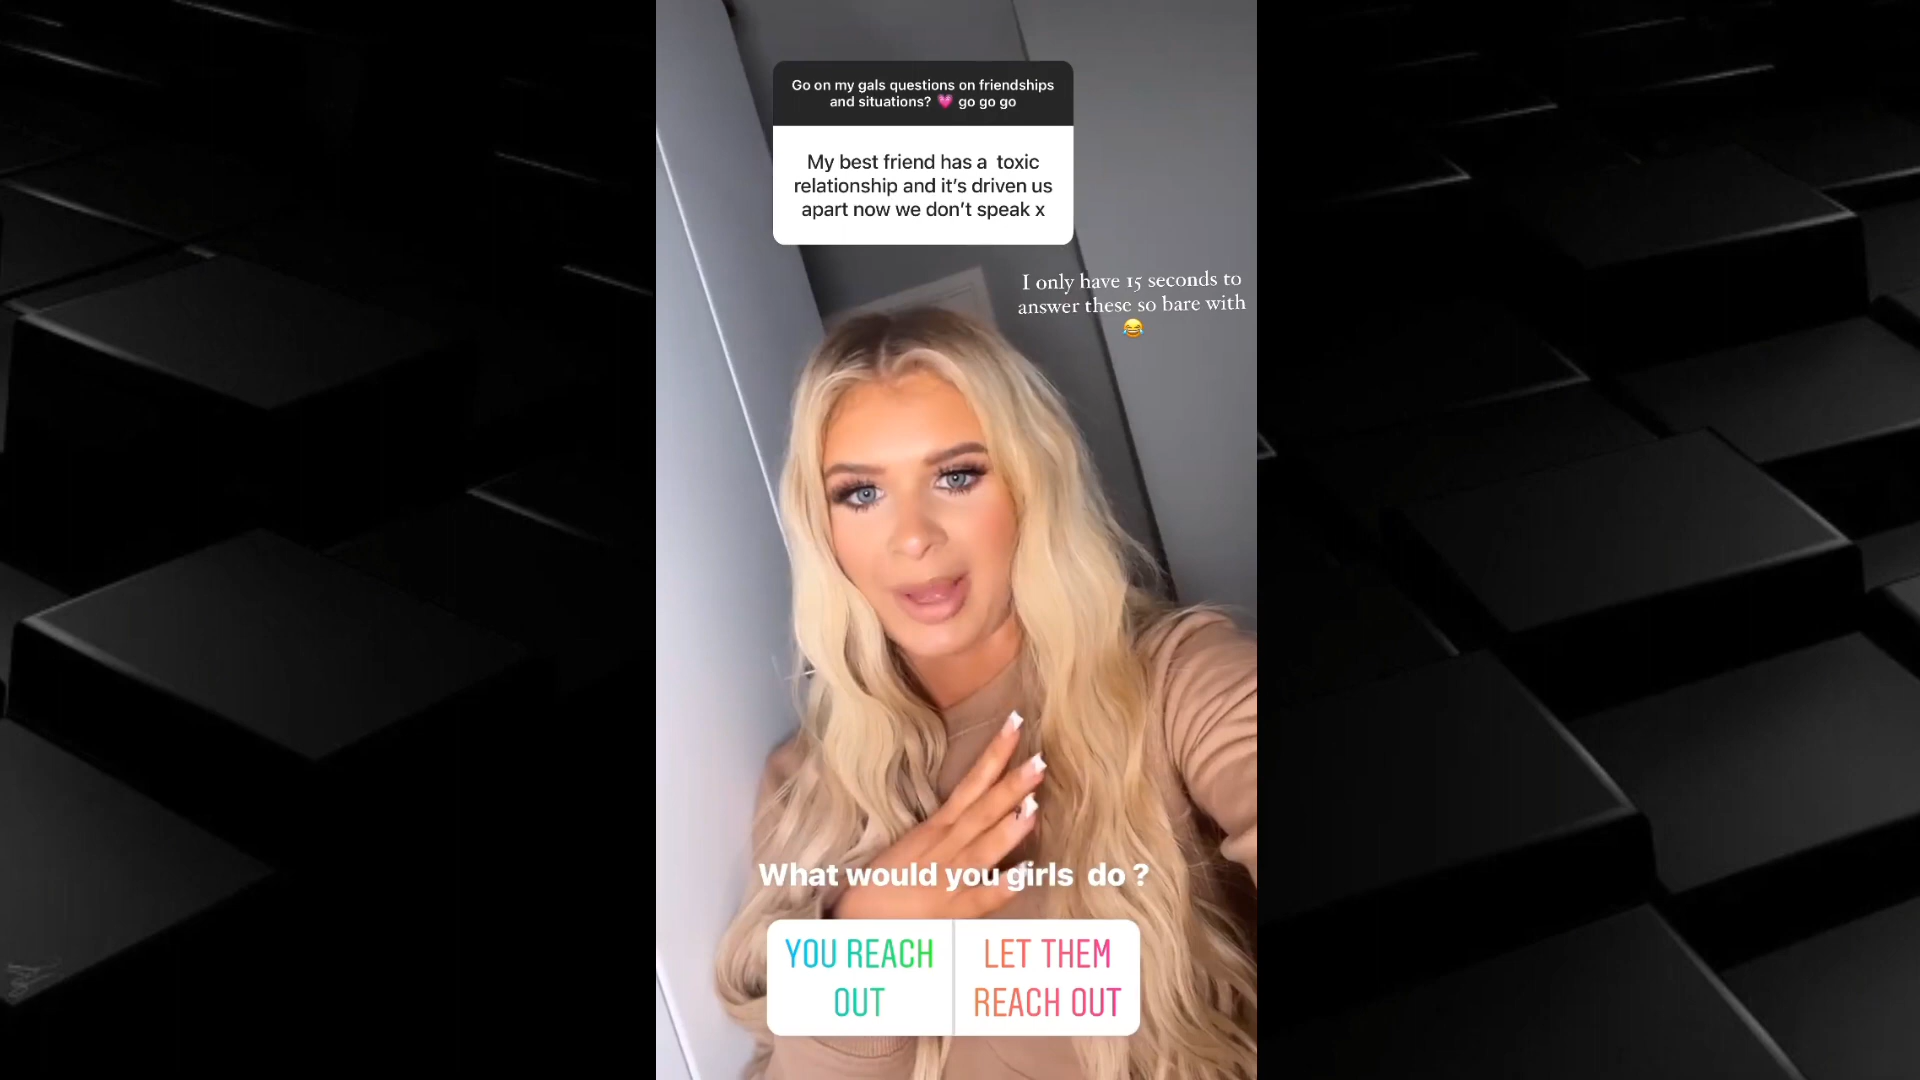 Go on my gals questions on friendships
and situations? 💗 go go go
My best friend has a  toxic
relationship and it's driven us
apart now we don't speak x
I only have 15 seconds to
answer these so bare with
😂
What would you girls  do ?
YOU REACH
OUT
LET THEM
REACH OUT